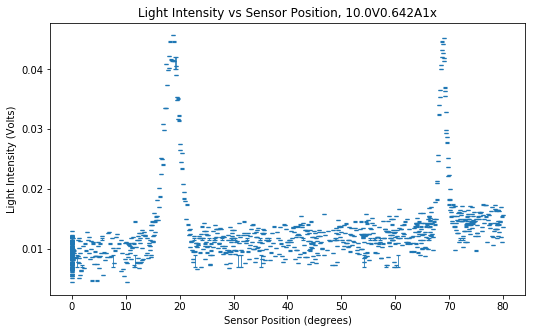 Light Intensity vs Sensor Position, 10.0V0.642A1x
Light Intensity (Volts)
0.04
0.03
0.02
0.01
0 10 20 30 40 50 60 70 80
Sensor Position (degrees)